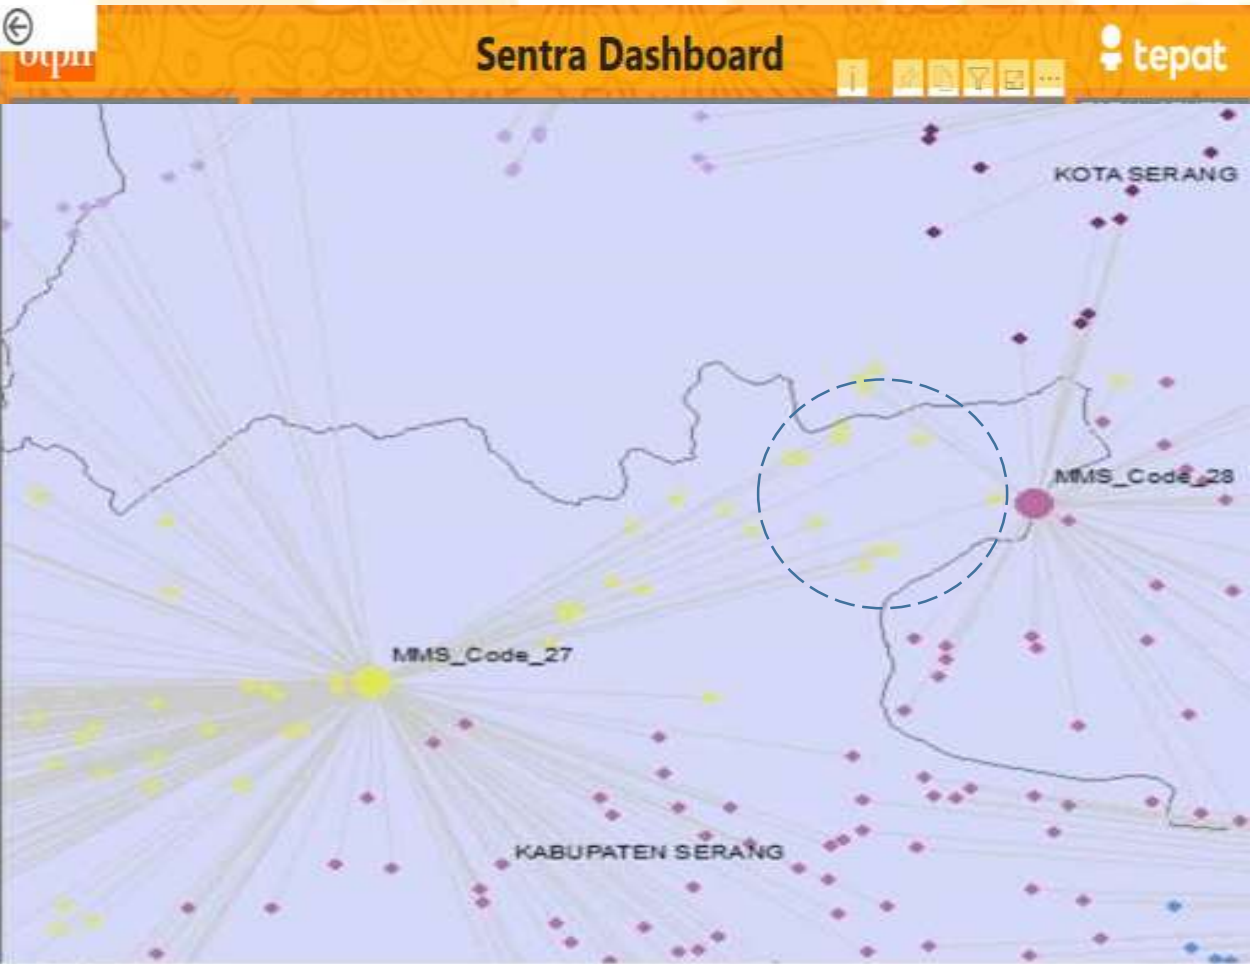 Sentra Dashboard
tepat
KOTA SERANG
MMS_Code_28
MMS_Code_27
KABUPATEN SERANG